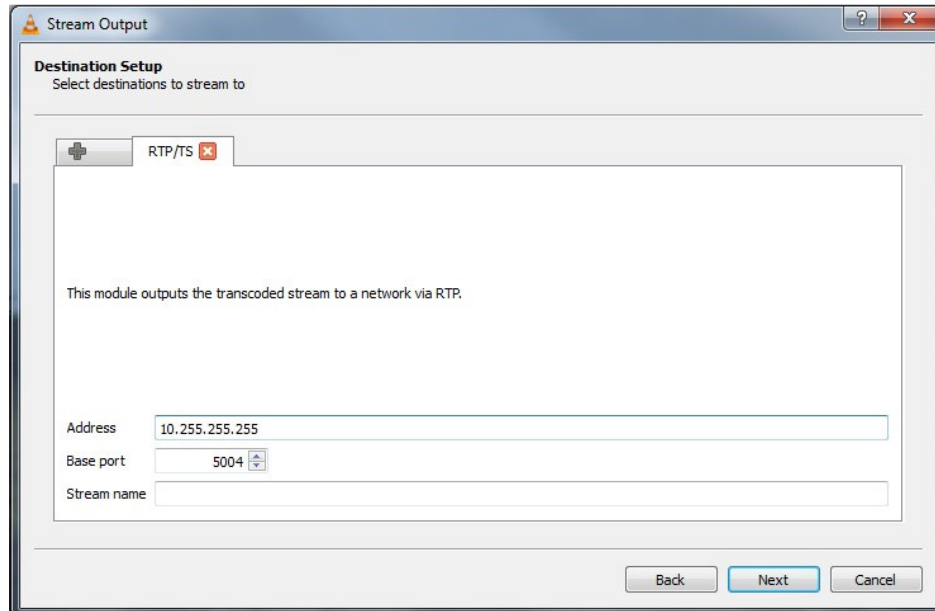 Stream Output
Destination Setup
Select destinations to stream to
RTP/TS
This module outputs the transcoded stream to a network via RTP.
Address 10.255.255.255
Base port 5004
Stream name
Back Next Cancel